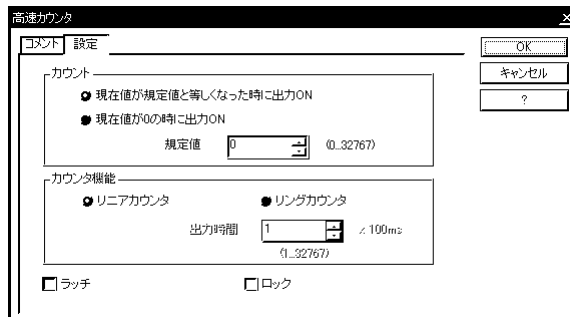 高速カウンタ
コメント 設定
OK
キャンセル
?
カウント
現在値が規定値と等しくなった時に出力ON
現在値が0の時に出力ON
規定値 0 (0..32767)
カウンタ機能
リニアカウンタ リングカウンタ
出力時間 1 × 100ms
(1..32767)
ラッチ ロック